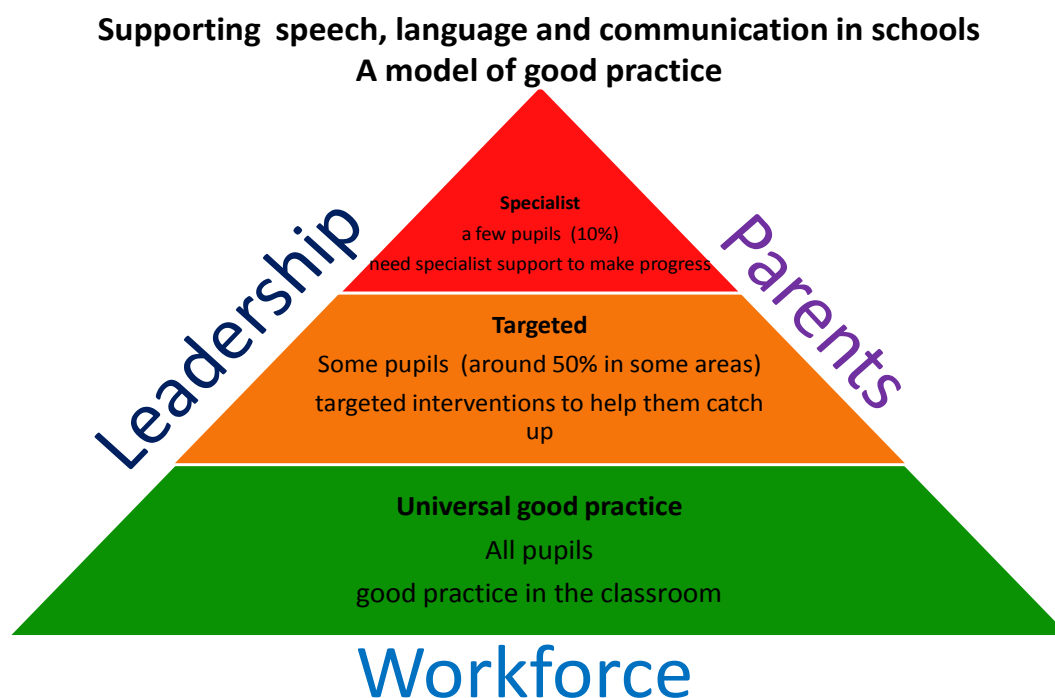 Supporting speech, language and communication in schools
A model of good practice
Leadership
Parents
Specialist
a few pupils (10%)
need specialist support to make progress
Targeted
Some pupils (around 50% in some areas)
targeted interventions to help them catch
up
Universal good practice
All pupils
good practice in the classroom
Workforce